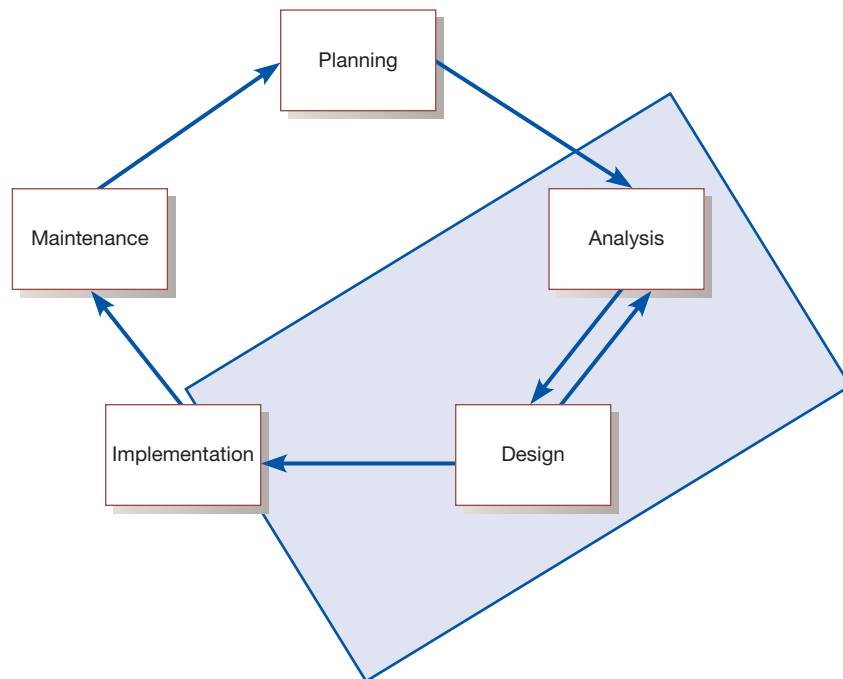 Planning
Maintenance
Analysis
Implementation
Design